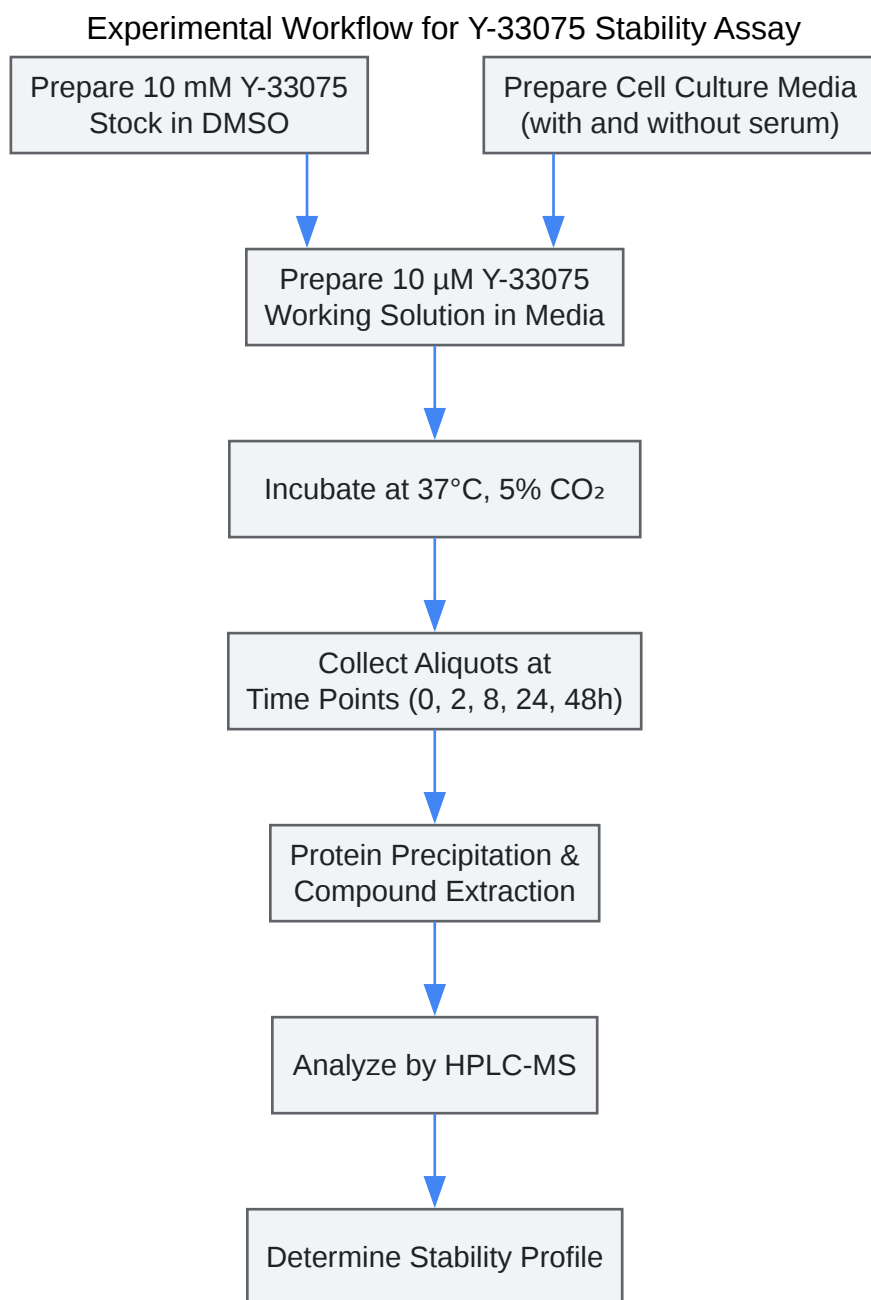 Experimental Workflow for Y-33075 Stability Assay
Prepare 10 mM Y-33075
Stock in DMSO
Prepare Cell Culture Media
(with and without serum)
Prepare 10 µM Y-33075
Working Solution in Media
Incubate at 37°C, 5% CO₂
Collect Aliquots at
Time Points (0, 2, 8, 24, 48h)
Protein Precipitation &
Compound Extraction
Analyze by HPLC-MS
Determine Stability Profile